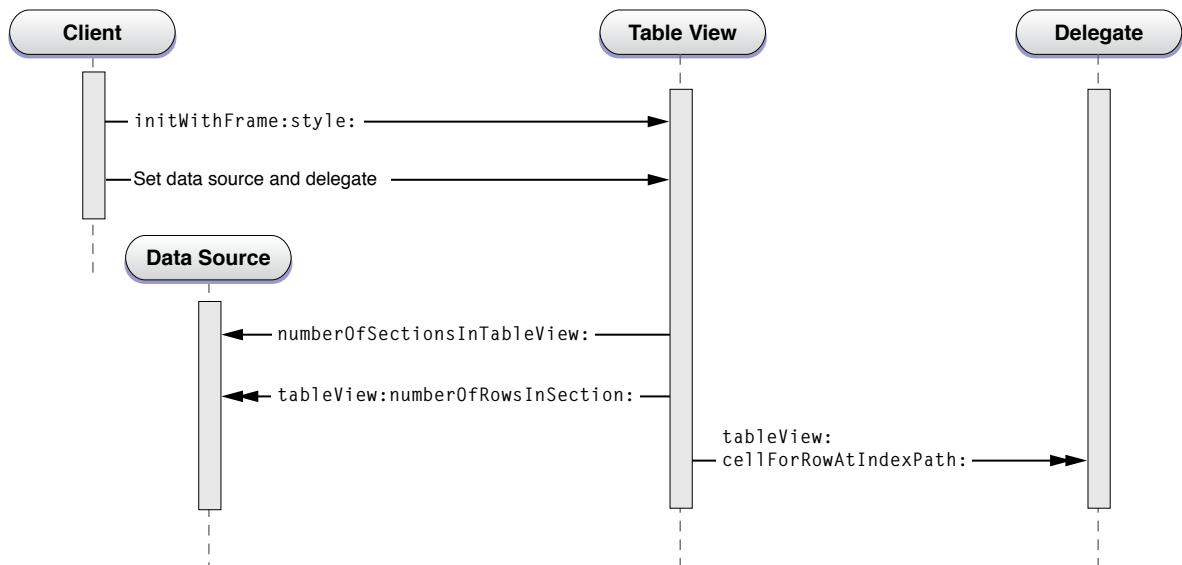 Client
Table View
Delegate
initWithFrame:style:
Set data source and delegate
Data Source
numberOfSectionsInTableView:
tableView:numberOfRowsInSection:
tableView:
cellForRowAtIndexPath: